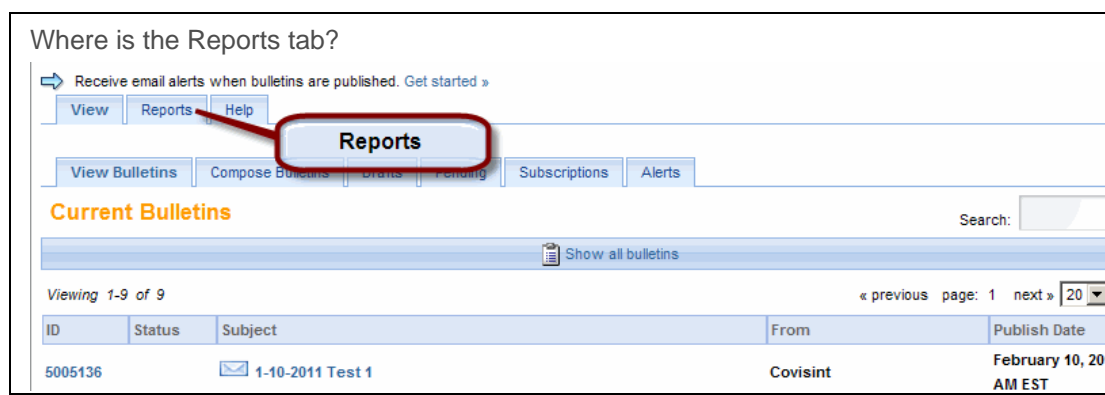 Where is the Reports tab?
Receive email alerts when bulletins are published. Get started »
View Reports Help
Reports
View Bulletins Compose Bulletins Drafts Pending Subscriptions Alerts
Current Bulletins
Search:
Show all bulletins
Viewing 1-9 of 9 « previous page: 1 next » 20
ID Status Subject From Publish Date
5005136 1-10-2011 Test 1 Covisint February 10, 20
AM EST